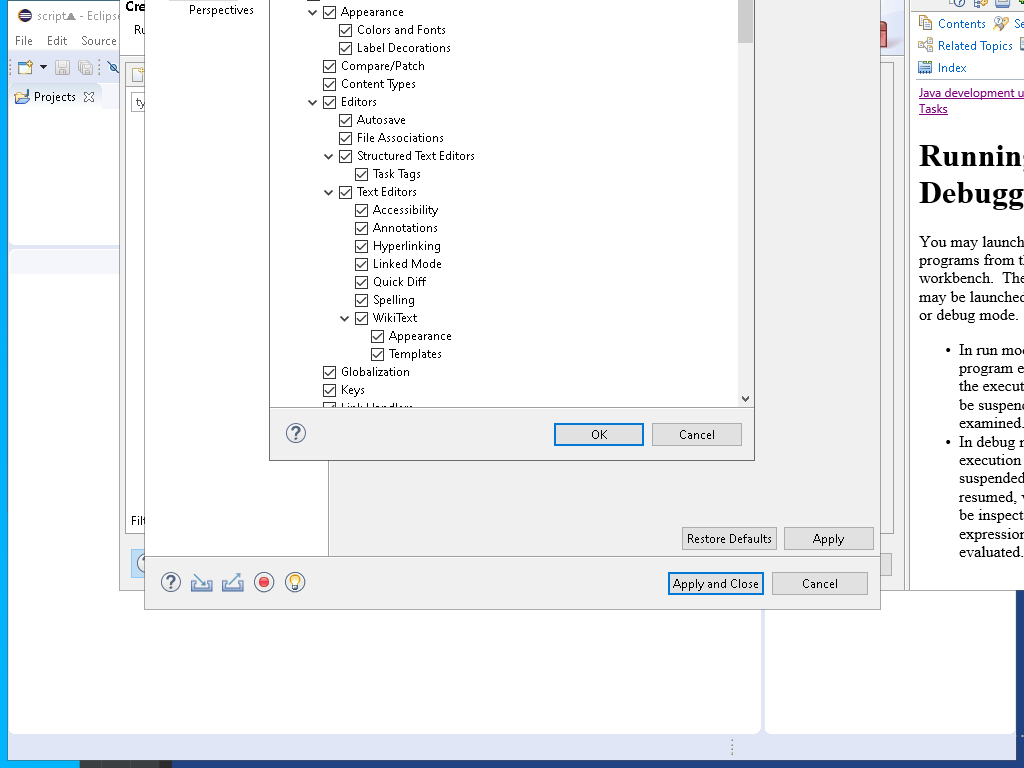 script▲ - Eclipse
File
Edit
Source
Projects
Cre
Ru
ty
Filt
Perspectives
Appearance
Colors and Fonts
Label Decorations
Compare/Patch
Content Types
Editors
Autosave
File Associations
Structured Text Editors
Task Tags
Text Editors
Accessibility
Annotations
Hyperlinking
Linked Mode
Quick Diff
Spelling
WikiText
Appearance
Templates
Globalization
Keys
Link Handlers
OK
Cancel
Restore Defaults
Apply
Apply and Close
Cancel
Contents
Se
Related Topics
Index
Java development u
Tasks
Running
Debugg
You may launch
programs from th
workbench. The
may be launched
or debug mode.
• In run mod
program e
the execut
be suspend
examined.
• In debug m
execution
suspended
resumed, v
be inspect
expression
evaluated.